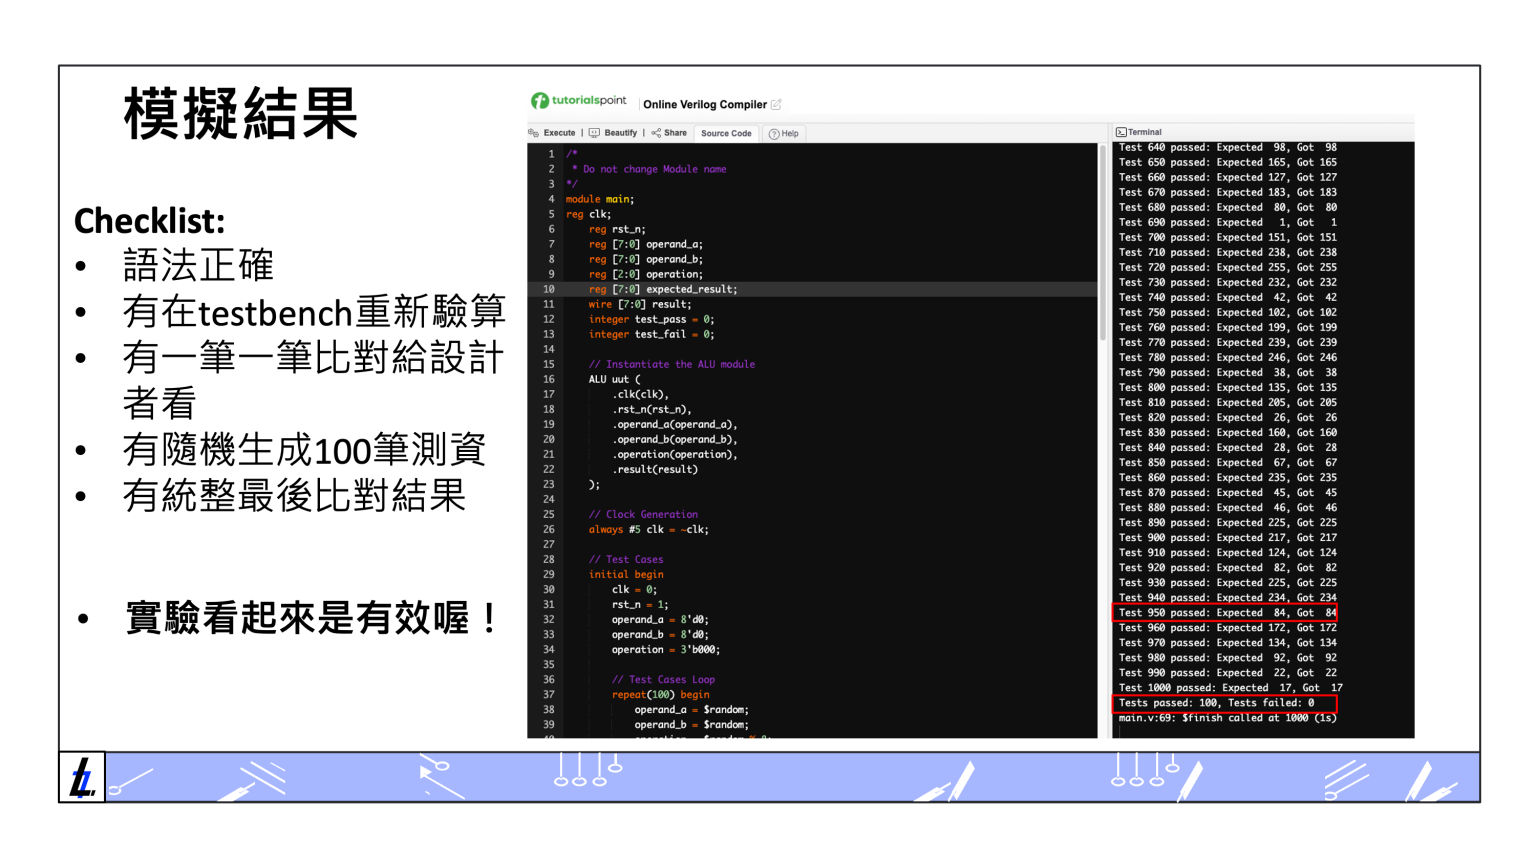 模擬結果
Checklist:
• 語法正確
• 有在testbench重新驗算
• 有一筆一筆比對給設計
者看
• 有隨機生成100筆測資
• 有統整最後比對結果
• 實驗看起來是有效喔！
tutorialspoint
Online Verilog Compiler
Execute | Beautify | Share Source Code Help
1 /*
2 * Do not change Module name
3 */
4 module main;
5 reg clk;
6 reg rst_n;
7 reg [7:0] operand_a;
8 reg [7:0] operand_b;
9 reg [2:0] operation;
10 reg [7:0] expected_result;
11 wire [7:0] result;
12 integer test_pass = 0;
13 integer test_fail = 0;
14
15 // Instantiate the ALU module
16 ALU uut (
17 .clk(clk),
18 .rst_n(rst_n),
19 .operand_a(operand_a),
20 .operand_b(operand_b),
21 .operation(operation),
22 .result(result)
23 );
24
25 // Clock Generation
26 always #5 clk = ~clk;
27
28 // Test Cases
29 initial begin
30 clk = 0;
31 rst_n = 1;
32 operand_a = 8'd0;
33 operand_b = 8'd0;
34 operation = 3'b000;
35
36 // Test Cases Loop
37 repeat(100) begin
38 operand_a = $random;
39 operand_b = $random;
Terminal
Test 640 passed: Expected 98, Got 98
Test 650 passed: Expected 165, Got 165
Test 660 passed: Expected 127, Got 127
Test 670 passed: Expected 183, Got 183
Test 680 passed: Expected 80, Got 80
Test 690 passed: Expected 1, Got 1
Test 700 passed: Expected 151, Got 151
Test 710 passed: Expected 238, Got 238
Test 720 passed: Expected 255, Got 255
Test 730 passed: Expected 232, Got 232
Test 740 passed: Expected 42, Got 42
Test 750 passed: Expected 102, Got 102
Test 760 passed: Expected 199, Got 199
Test 770 passed: Expected 239, Got 239
Test 780 passed: Expected 246, Got 246
Test 790 passed: Expected 38, Got 38
Test 800 passed: Expected 135, Got 135
Test 810 passed: Expected 205, Got 205
Test 820 passed: Expected 26, Got 26
Test 830 passed: Expected 160, Got 160
Test 840 passed: Expected 28, Got 28
Test 850 passed: Expected 67, Got 67
Test 860 passed: Expected 235, Got 235
Test 870 passed: Expected 45, Got 45
Test 880 passed: Expected 46, Got 46
Test 890 passed: Expected 225, Got 225
Test 900 passed: Expected 217, Got 217
Test 910 passed: Expected 124, Got 124
Test 920 passed: Expected 82, Got 82
Test 930 passed: Expected 225, Got 225
Test 940 passed: Expected 234, Got 234
Test 950 passed: Expected 84, Got 84
Test 960 passed: Expected 172, Got 172
Test 970 passed: Expected 134, Got 134
Test 980 passed: Expected 92, Got 92
Test 990 passed: Expected 22, Got 22
Test 1000 passed: Expected 17, Got 17
Tests passed: 100, Tests failed: 0
main.v:69: $finish called at 1000 (1s)